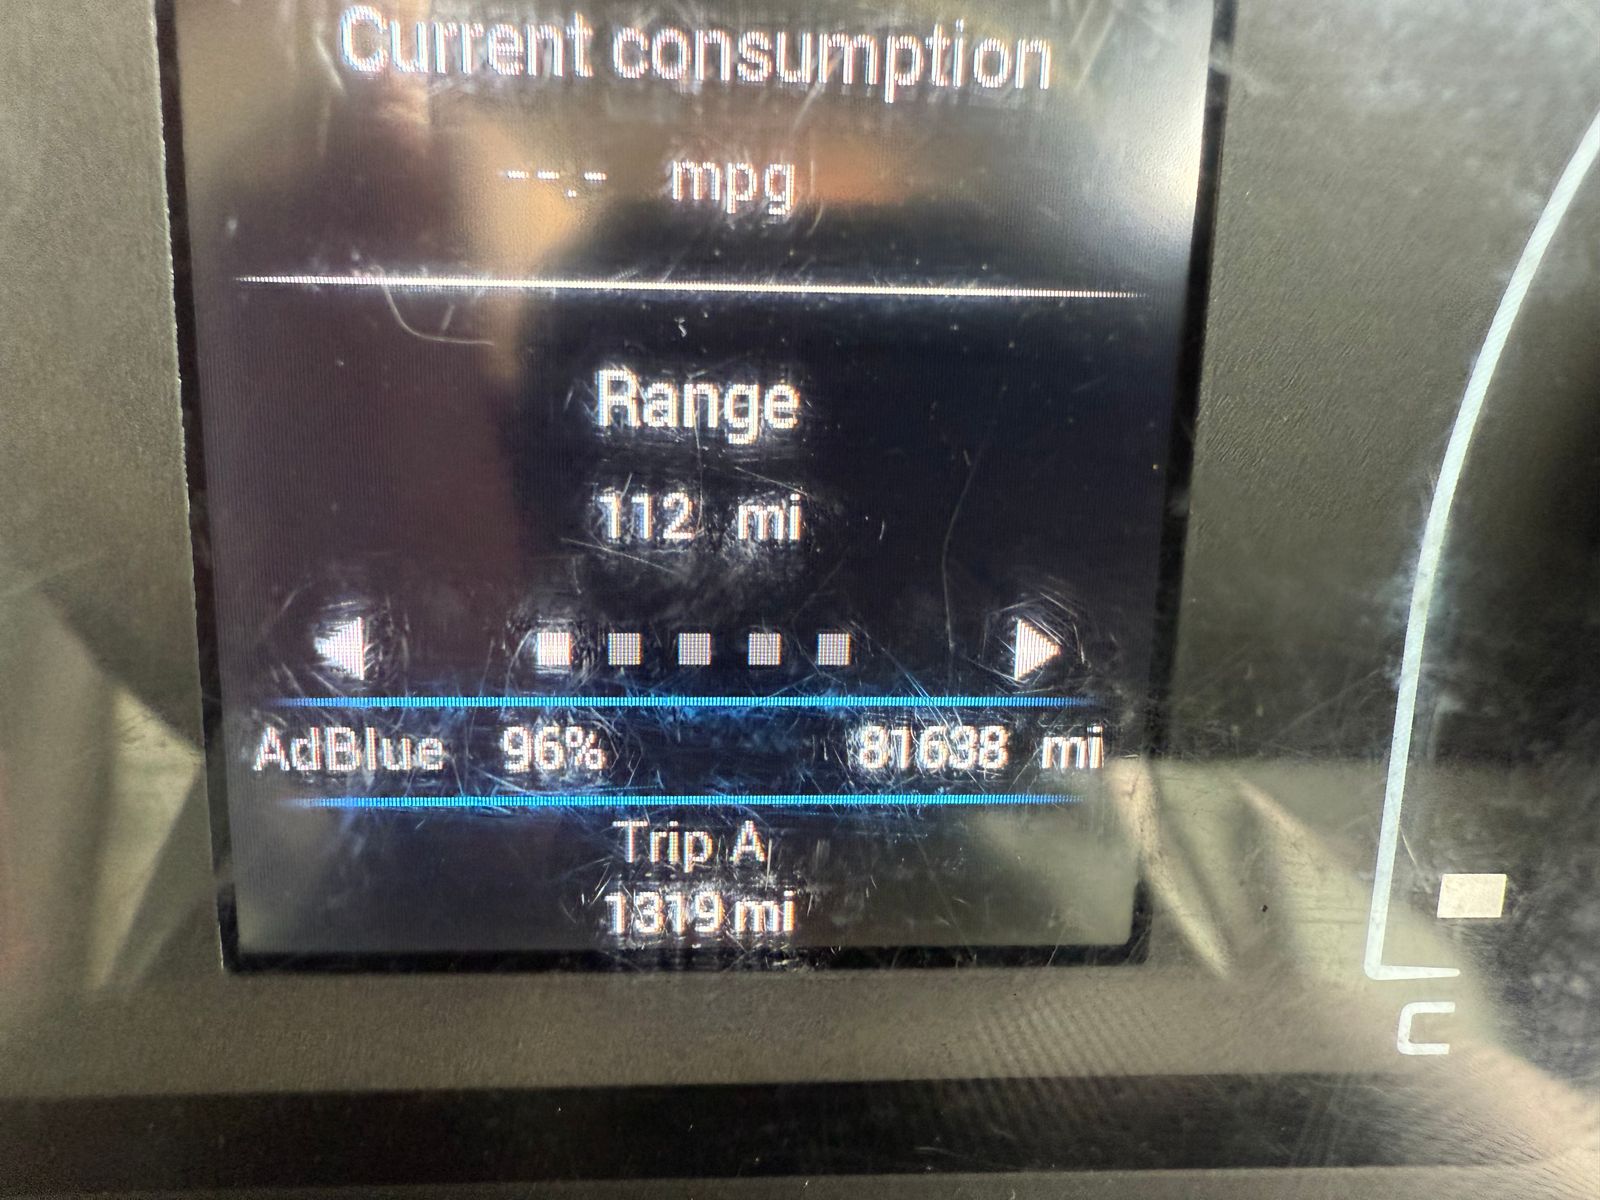 Current consumption
--.- mpg
Range
112 mi
AdBlue 96% 81638 mi
Trip A
1319 mi
C